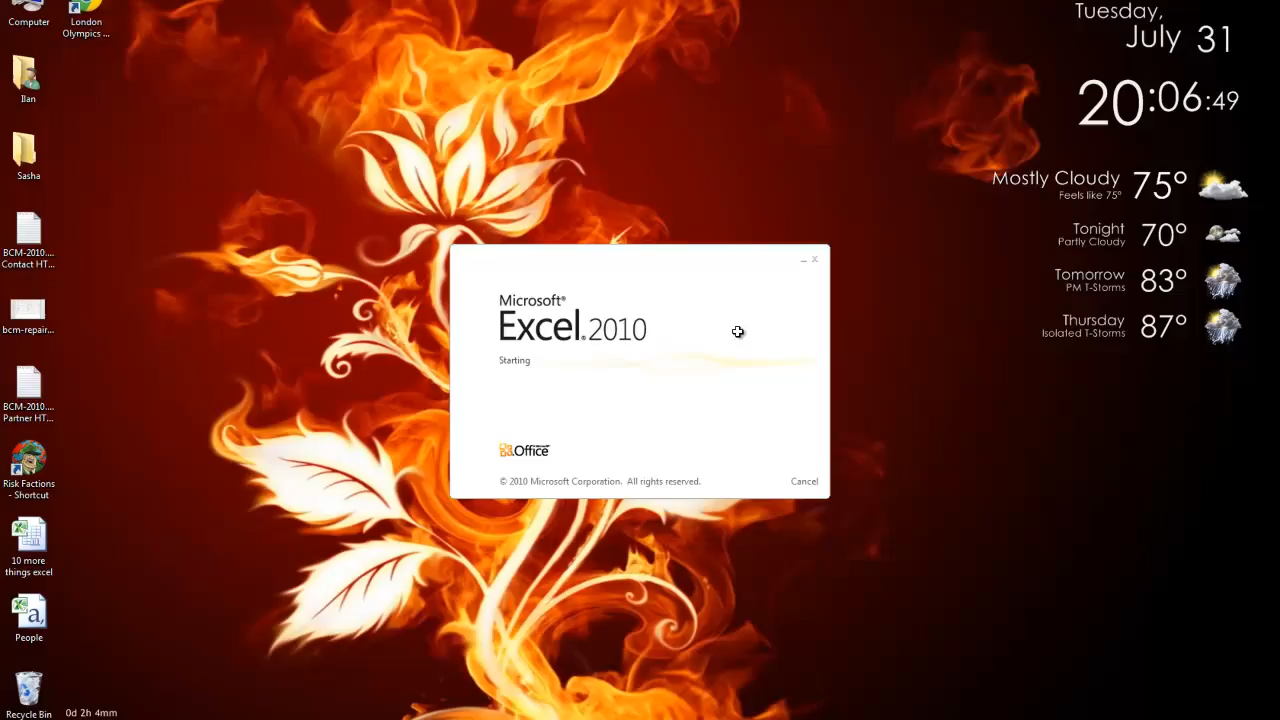 Computer
London
Olympics ...
Ilan
Sasha
BCM-2010....
Contact HT...
bcm-repair...
BCM-2010....
Partner HT...
Risk Factions
- Shortcut
10 more
things excel
a,
People
Recycle Bin
0d 2h 4mm
Microsoft®
Excel®2010
Starting
Microsoft®
Office
© 2010 Microsoft Corporation. All rights reserved.
Cancel
Tuesday,
July 31
20:06:49
Mostly Cloudy 75°
Feels like 75°
Tonight 70°
Partly Cloudy
Tomorrow 83°
PM T-Storms
Thursday 87°
Isolated T-Storms